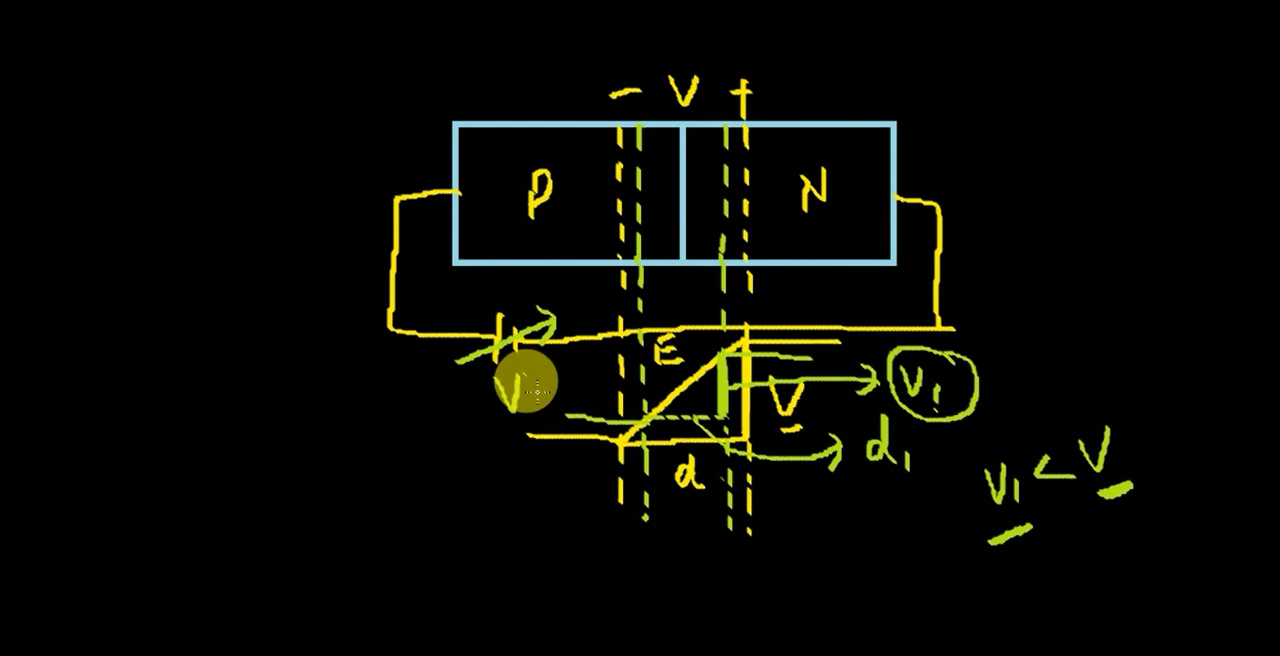 - V +
P N
E
V V V₁
d d₁
V₁ < V